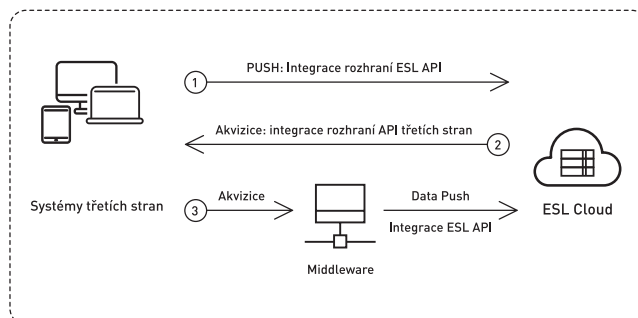 1
PUSH: Integrace rozhraní ESL API
Akvizice: integrace rozhraní API třetích stran
2
Systémy třetích stran
3
Akvizice
Data Push
Integrace ESL API
ESL Cloud
Middleware